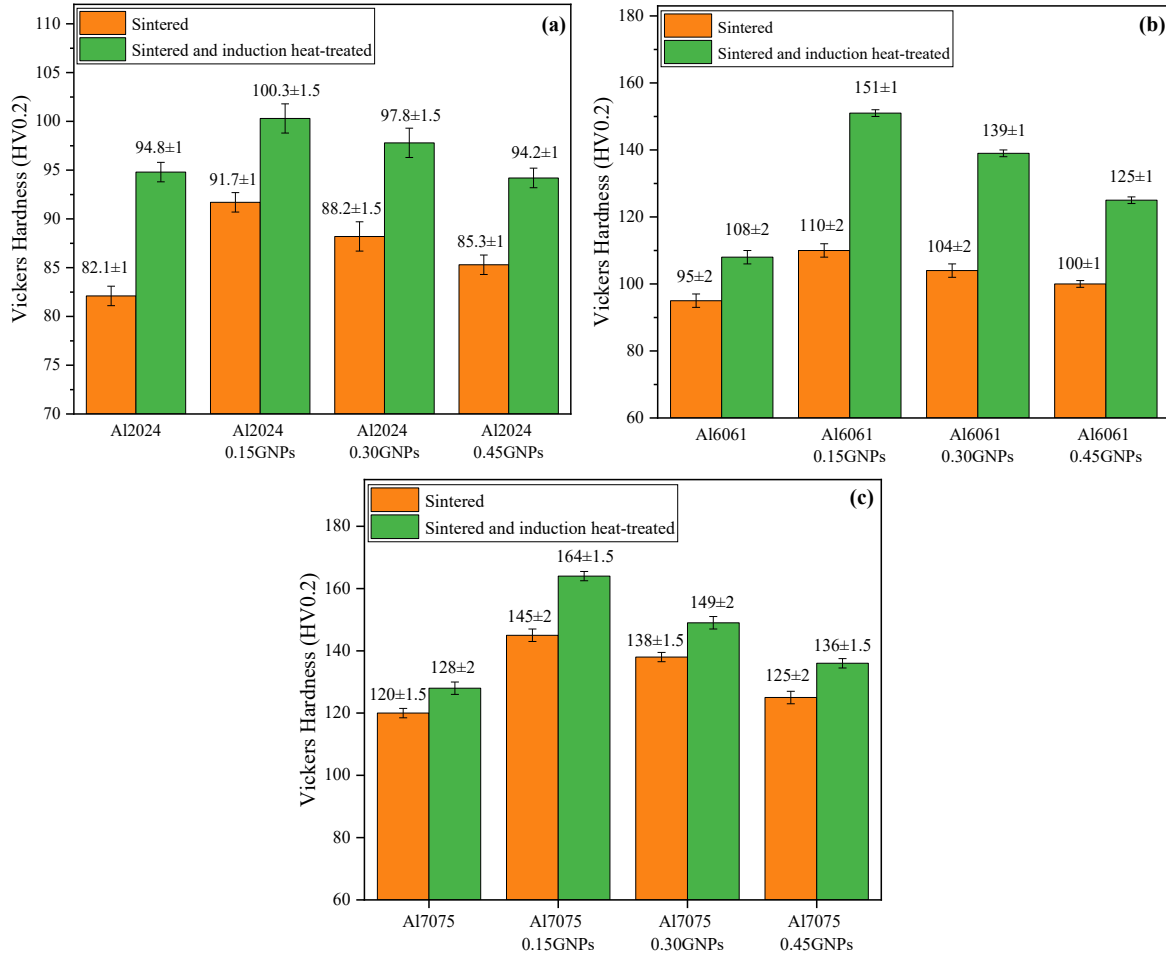 (a)
Sintered
Sintered and induction heat-treated
Vickers Hardness (HV0.2)
110
105
100
95
90
85
80
75
70
82.1±1
94.8±1
91.7±1
100.3±1.5
88.2±1.5
97.8±1.5
85.3±1
94.2±1
Al2024
Al2024
0.15GNPs
Al2024
0.30GNPs
Al2024
0.45GNPs
(b)
Sintered
Sintered and induction heat-treated
Vickers Hardness (HV0.2)
180
160
140
120
100
80
60
95±2
108±2
110±2
151±1
104±2
139±1
100±1
125±1
Al6061
Al6061
0.15GNPs
Al6061
0.30GNPs
Al6061
0.45GNPs
(c)
Sintered
Sintered and induction heat-treated
Vickers Hardness (HV0.2)
180
160
140
120
100
80
60
120±1.5
128±2
145±2
164±1.5
138±1.5
149±2
125±2
136±1.5
Al7075
Al7075
0.15GNPs
Al7075
0.30GNPs
Al7075
0.45GNPs